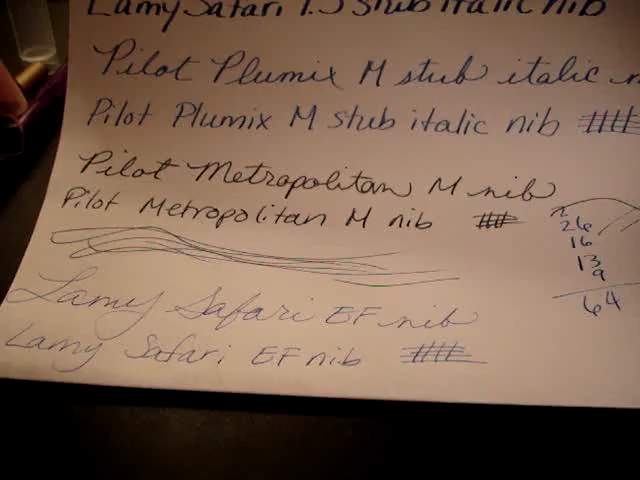 Lamy Safari 1.5 stub italic nib
Pilot Plumix M stub italic
Pilot Plumix M stub italic nib
Pilot Metropolitan M nib
Pilot Metropolitan M nib
Lamy Safari EF nib
Lamy Safari EF nib
2
26
16
13
9
64